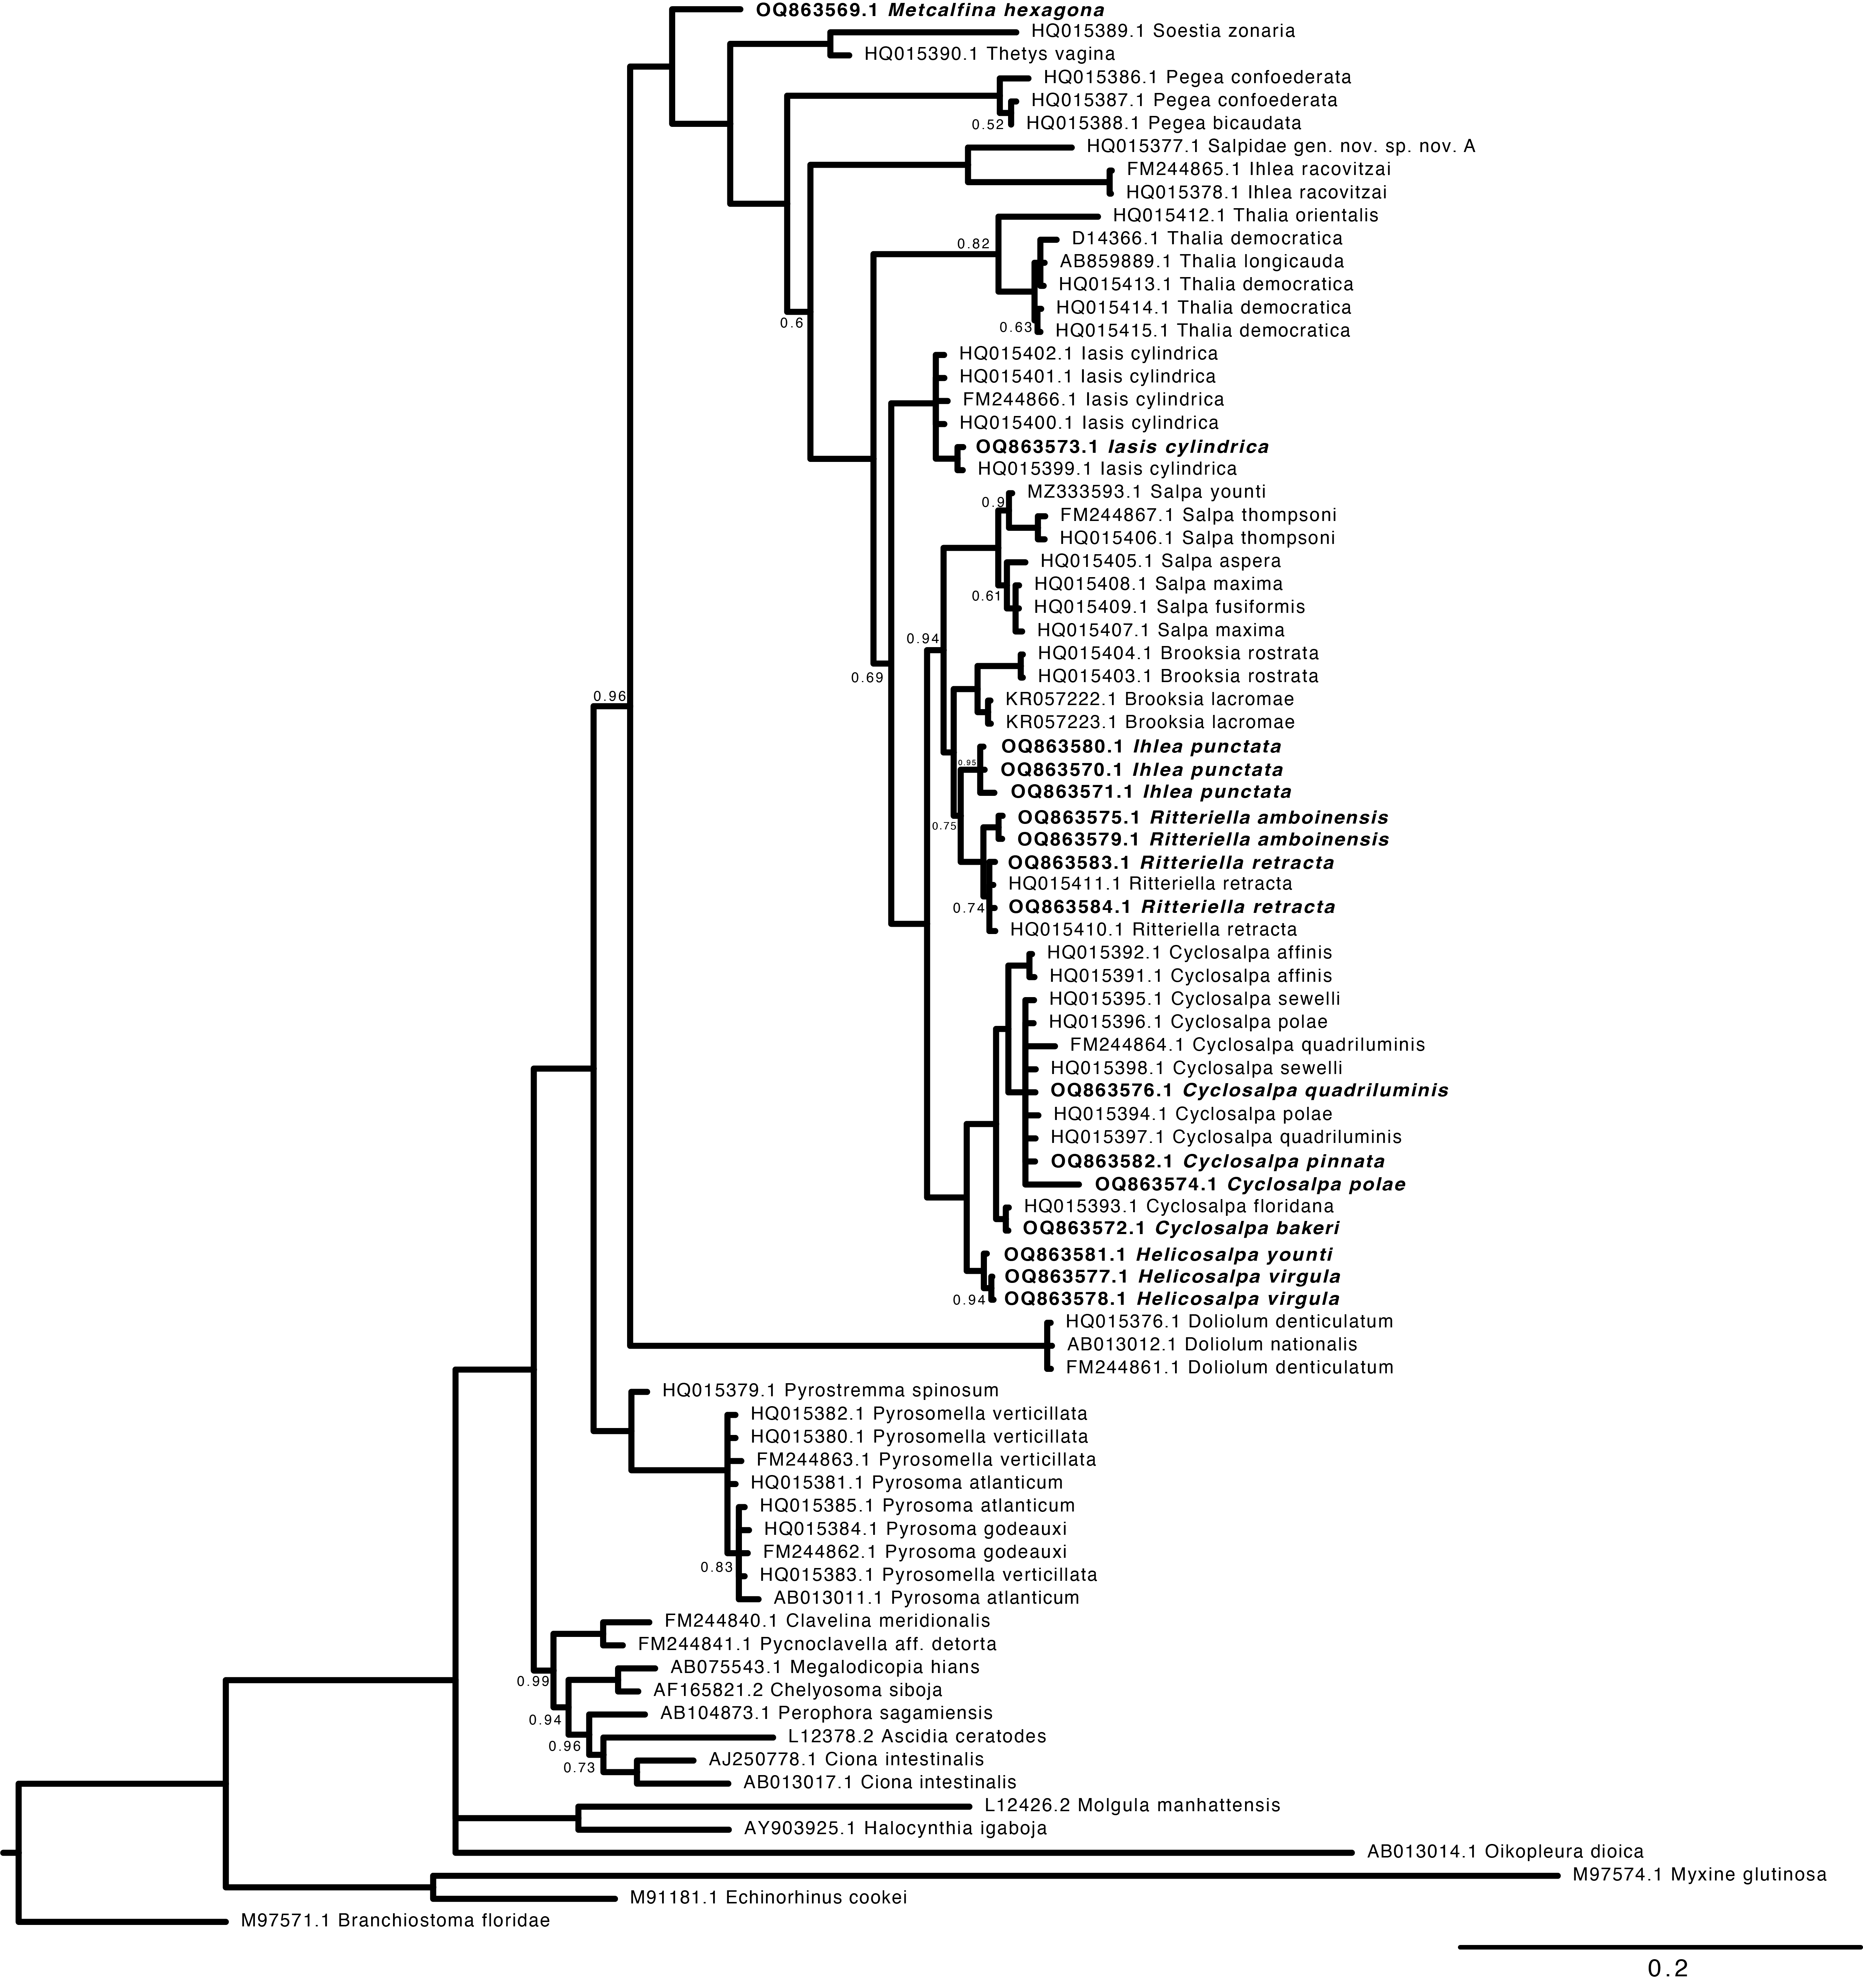 OQ863569.1 Metcalfina hexagona
HQ015389.1 Soestia zonaria
HQ015390.1 Thetys vagina
HQ015386.1 Pegea confoederata
HQ015387.1 Pegea confoederata
0.52 HQ015388.1 Pegea bicaudata
HQ015377.1 Salpidae gen. nov. sp. nov. A
FM244865.1 Ihlea racovitzai
HQ015378.1 Ihlea racovitzai
HQ015412.1 Thalia orientalis
D14366.1 Thalia democratica
0.82
AB859889.1 Thalia longicauda
HQ015413.1 Thalia democratica
HQ015414.1 Thalia democratica
0.6
0.63 HQ015415.1 Thalia democratica
HQ015402.1 Iasis cylindrica
HQ015401.1 Iasis cylindrica
FM244866.1 Iasis cylindrica
HQ015400.1 Iasis cylindrica
OQ863573.1 Iasis cylindrica
HQ015399.1 Iasis cylindrica
MZ333593.1 Salpa younti
0.9
FM244867.1 Salpa thompsoni
HQ015406.1 Salpa thompsoni
HQ015405.1 Salpa aspera
HQ015408.1 Salpa maxima
0.61
HQ015409.1 Salpa fusiformis
HQ015407.1 Salpa maxima
0.94
HQ015404.1 Brooksia rostrata
HQ015403.1 Brooksia rostrata
0.69
KR057222.1 Brooksia lacromae
0.96
KR057223.1 Brooksia lacromae
OQ863580.1 Ihlea punctata
0.95
OQ863570.1 Ihlea punctata
OQ863571.1 Ihlea punctata
OQ863575.1 Ritteriella amboinensis
0.75
OQ863579.1 Ritteriella amboinensis
OQ863583.1 Ritteriella retracta
HQ015411.1 Ritteriella retracta
0.74 OQ863584.1 Ritteriella retracta
HQ015410.1 Ritteriella retracta
HQ015392.1 Cyclosalpa affinis
HQ015391.1 Cyclosalpa affinis
HQ015395.1 Cyclosalpa sewelli
HQ015396.1 Cyclosalpa polae
FM244864.1 Cyclosalpa quadriluminis
HQ015398.1 Cyclosalpa sewelli
OQ863576.1 Cyclosalpa quadriluminis
HQ015394.1 Cyclosalpa polae
HQ015397.1 Cyclosalpa quadriluminis
OQ863582.1 Cyclosalpa pinnata
OQ863574.1 Cyclosalpa polae
HQ015393.1 Cyclosalpa floridana
OQ863572.1 Cyclosalpa bakeri
OQ863581.1 Helicosalpa younti
OQ863577.1 Helicosalpa virgula
0.94 OQ863578.1 Helicosalpa virgula
HQ015376.1 Doliolum denticulatum
AB013012.1 Doliolum nationalis
FM244861.1 Doliolum denticulatum
HQ015379.1 Pyrostremma spinosum
HQ015382.1 Pyrosomella verticillata
HQ015380.1 Pyrosomella verticillata
FM244863.1 Pyrosomella verticillata
HQ015381.1 Pyrosoma atlanticum
HQ015385.1 Pyrosoma atlanticum
HQ015384.1 Pyrosoma godeauxi
FM244862.1 Pyrosoma godeauxi
0.83
HQ015383.1 Pyrosomella verticillata
AB013011.1 Pyrosoma atlanticum
FM244840.1 Clavelina meridionalis
FM244841.1 Pycnoclavella aff. detorta
AB075543.1 Megalodicopia hians
0.99
AF165821.2 Chelyosoma siboja
AB104873.1 Perophora sagamiensis
0.94
L12378.2 Ascidia ceratodes
0.96
AJ250778.1 Ciona intestinalis
0.73
AB013017.1 Ciona intestinalis
L12426.2 Molgula manhattensis
AY903925.1 Halocynthia igaboja
AB013014.1 Oikopleura dioica
M97574.1 Myxine glutinosa
M91181.1 Echinorhinus cookei
M97571.1 Branchiostoma floridae
0.2